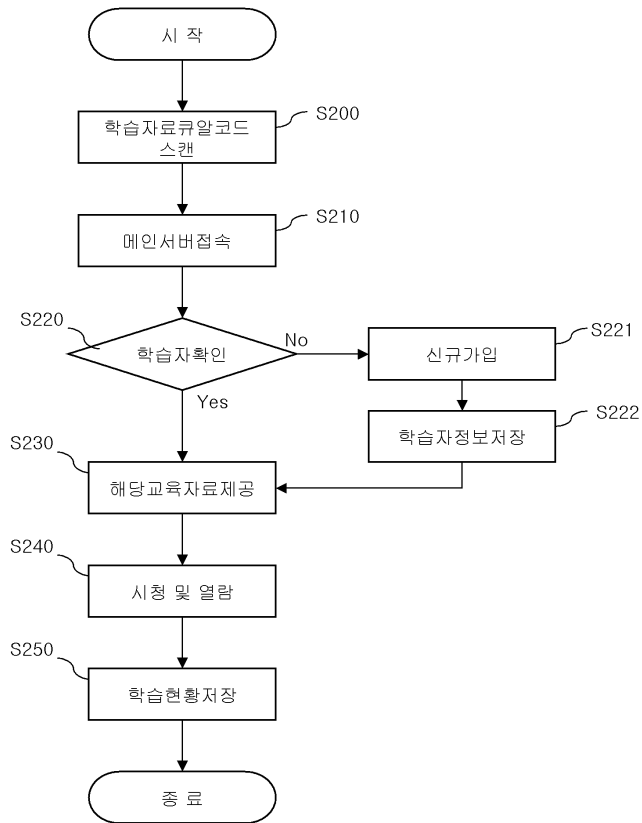 시 작
학습자료큐알코드
스캔
S200
메인서버접속
S210
S220
학습자확인
No
Yes
신규가입
S221
학습자정보저장
S222
S230
해당교육자료제공
S240
시청 및 열람
S250
학습현황저장
종 료